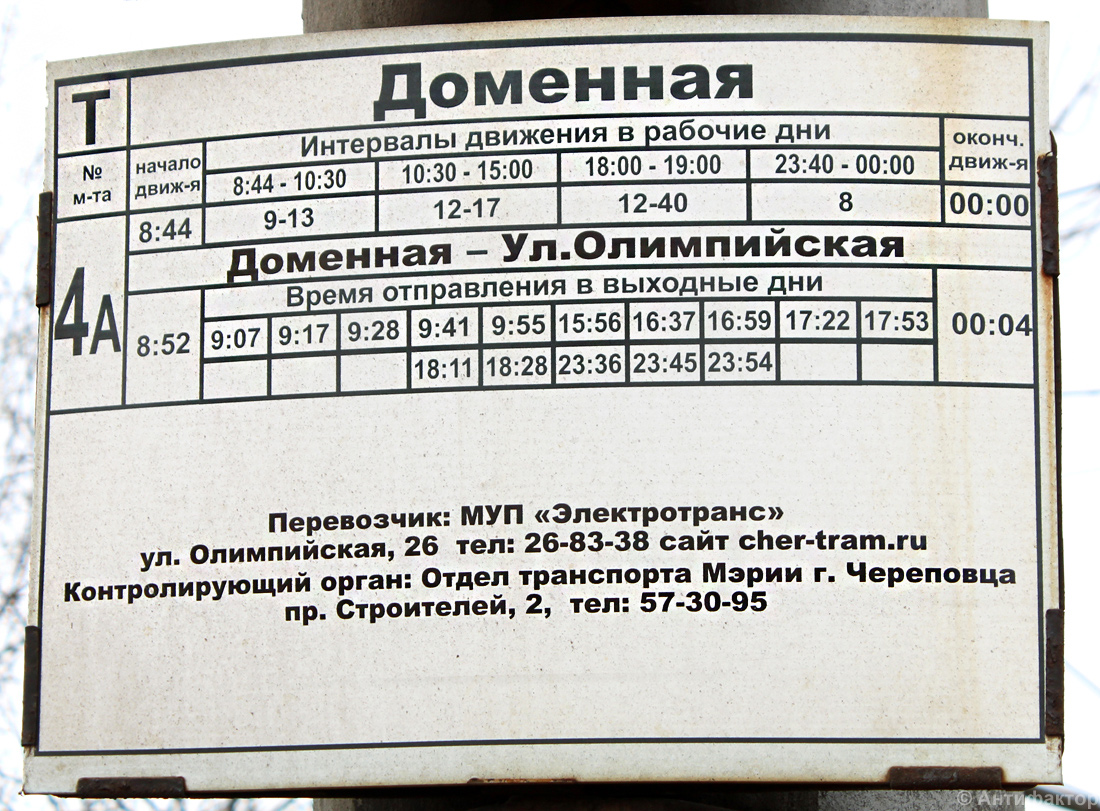 Т Доменная
№ м-та начало движ-я Интервалы движения в рабочие дни оконч. движ-я
8:44 - 10:30 10:30 - 15:00 18:00 - 19:00 23:40 - 00:00
8:44 9-13 12-17 12-40 8 00:00
4А Доменная – Ул.Олимпийская
Время отправления в выходные дни
8:52 9:07 9:17 9:28 9:41 9:55 15:56 16:37 16:59 17:22 17:53 00:04
18:11 18:28 23:36 23:45 23:54
Перевозчик: МУП «Электротранс»
ул. Олимпийская, 26 тел: 26-83-38 сайт cher-tram.ru
Контролирующий орган: Отдел транспорта Мэрии г. Череповца
пр. Строителей, 2, тел: 57-30-95
© Антифактор